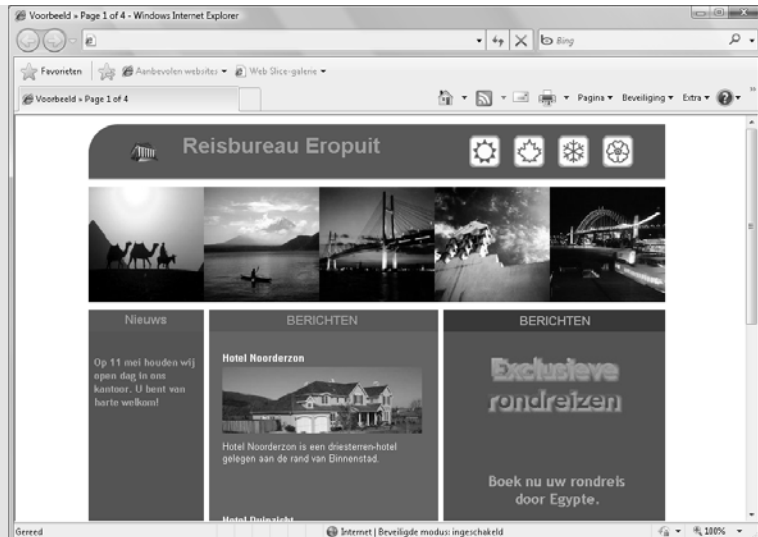 Voorbeeld » Page 1 of 4 - Windows Internet Explorer
Bing
Favorieten Aanbevolen websites Web Slice-galerie
Voorbeeld » Page 1 of 4 Pagina Beveiliging Extra »
Reisbureau Eropuit
Nieuws
Op 11 mei houden wij
open dag in ons
kantoor. U bent van
harte welkom!
BERICHTEN
Hotel Noorderzon
Hotel Noorderzon is een driesterren-hotel
gelegen aan de rand van Binnenstad.
Hotel Duinzicht
BERICHTEN
Exclusieve
rondreizen
Boek nu uw rondreis
door Egypte.
Gereed Internet | Beveiligde modus: ingeschakeld 100%